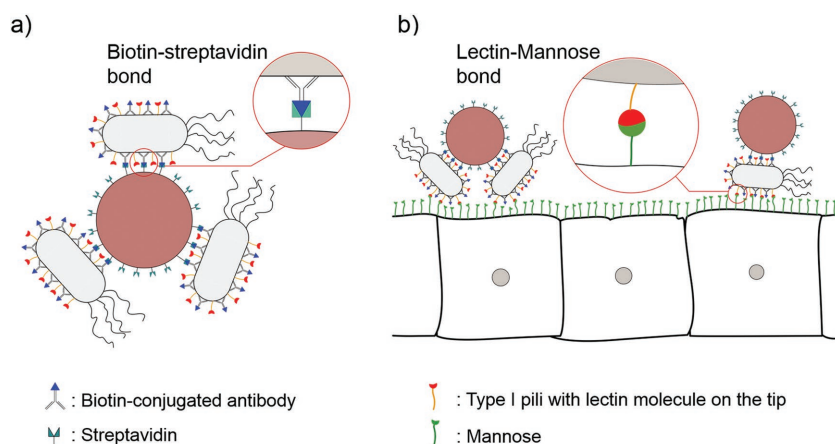 a)
Biotin-streptavidin
bond
b)
Lectin-Mannose
bond
: Biotin-conjugated antibody
: Streptavidin
: Type I pili with lectin molecule on the tip
: Mannose